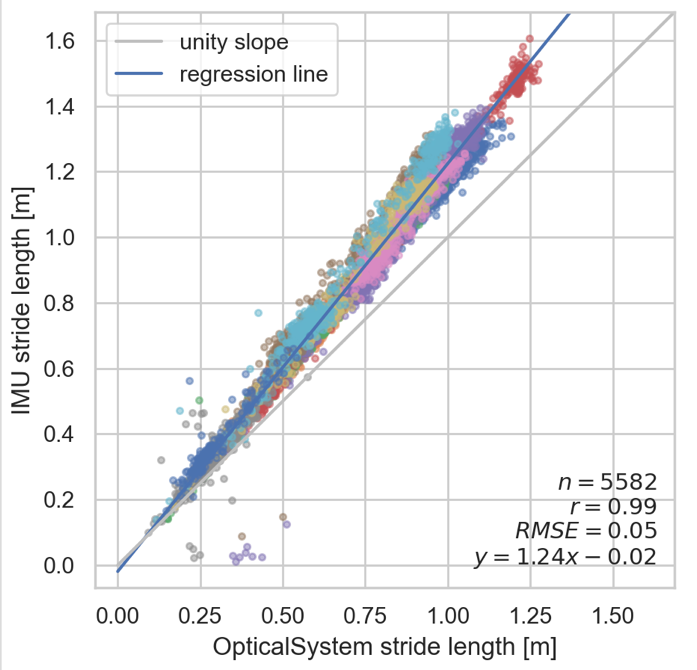 unity slope
regression line
1.6
1.4
1.2
1.0
0.8
0.6
0.4
0.2
0.0
IMU stride length [m]
n = 5582
r = 0.99
RMSE = 0.05
y = 1.24x − 0.02
0.00 0.25 0.50 0.75 1.00 1.25 1.50
OpticalSystem stride length [m]